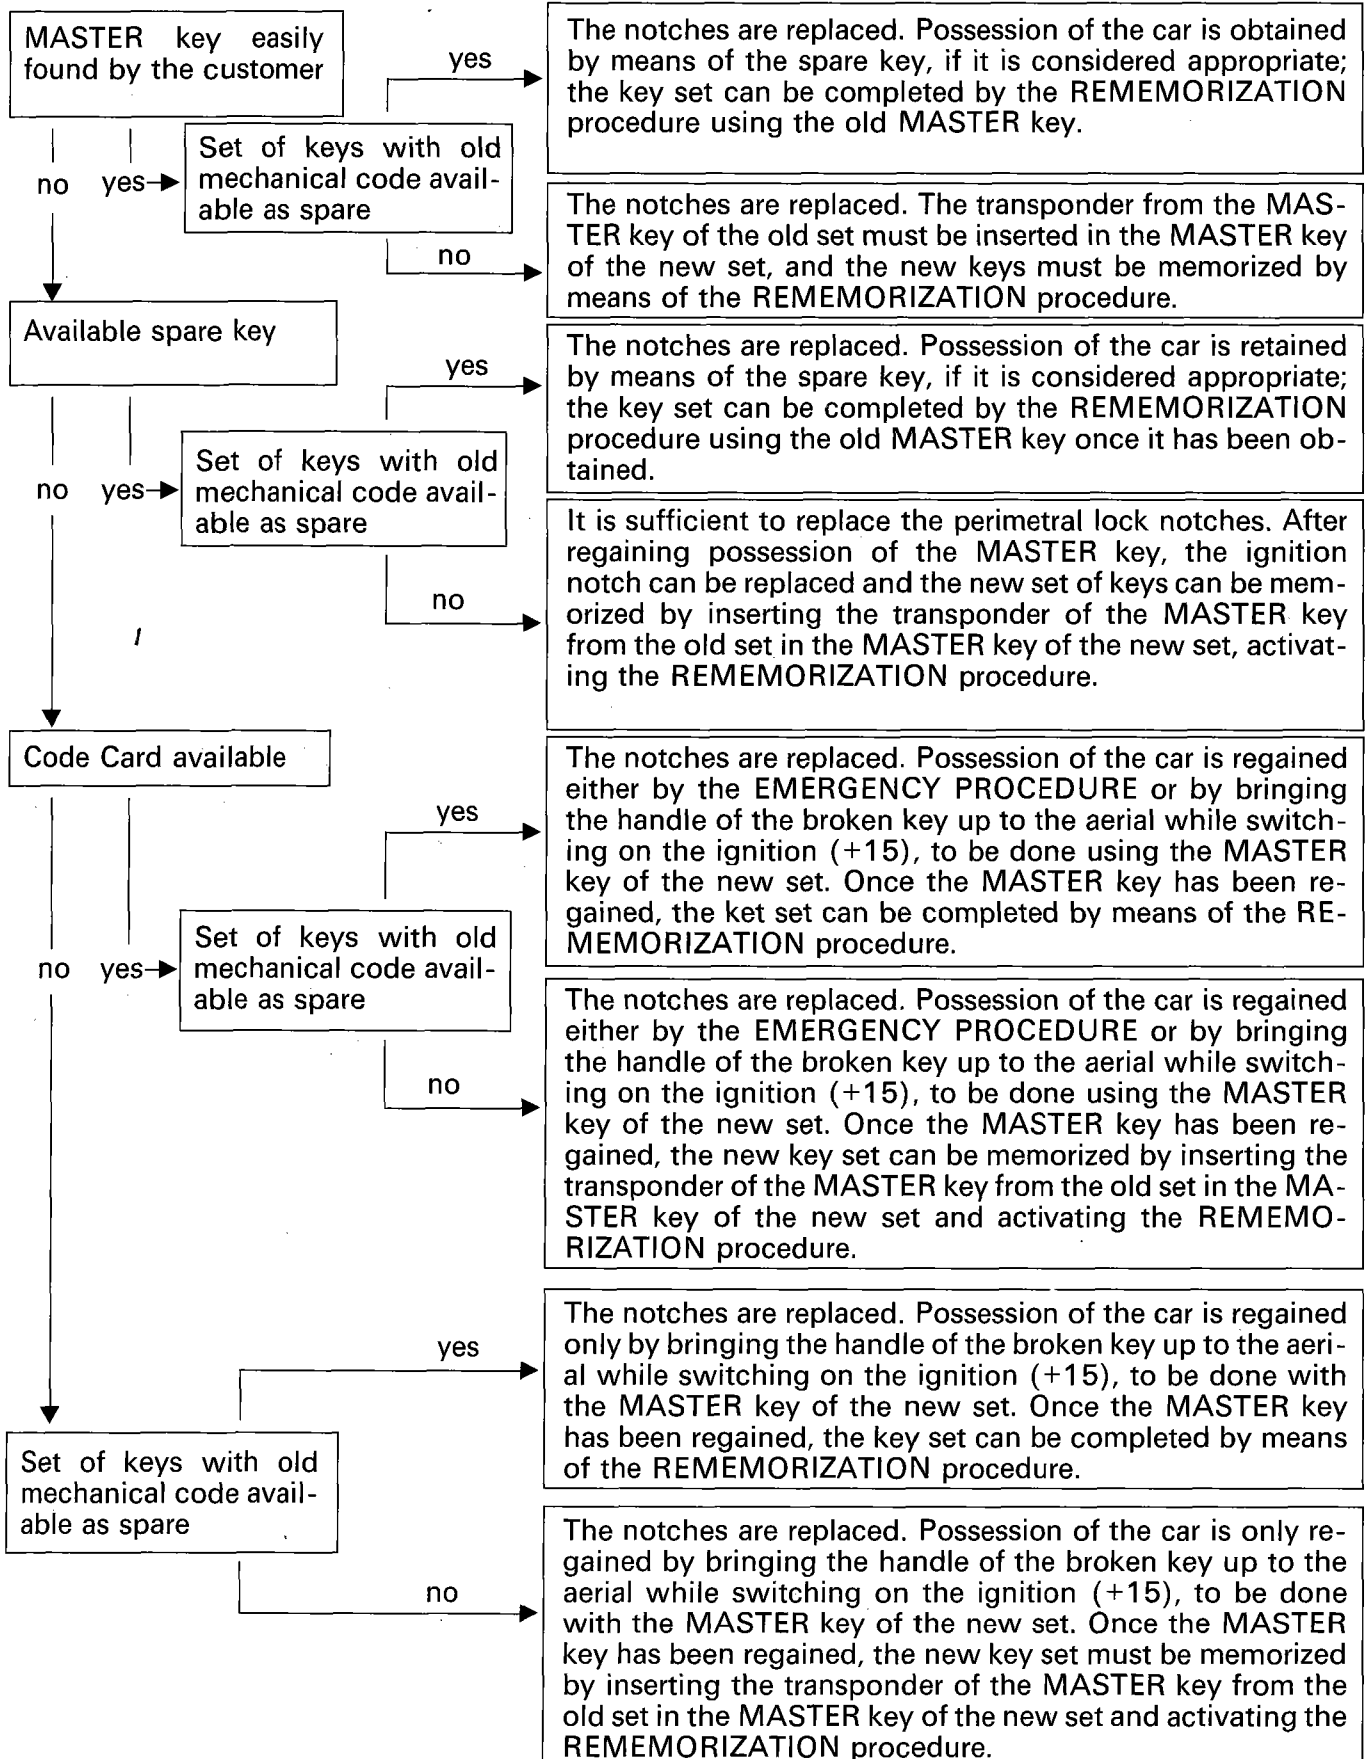 MASTER key easily
found by the customer
yes
The notches are replaced. Possession of the car is obtained
by means of the spare key, if it is considered appropriate;
the key set can be completed by the REMEMORIZATION
procedure using the old MASTER key.
no
yes
Set of keys with old
mechanical code avail-
able as spare
no
The notches are replaced. The transponder from the MAS-
TER key of the old set must be inserted in the MASTER key
of the new set, and the new keys must be memorized by
means of the REMEMORIZATION procedure.
Available spare key
yes
The notches are replaced. Possession of the car is retained
by means of the spare key, if it is considered appropriate;
the key set can be completed by the REMEMORIZATION
procedure using the old MASTER key once it has been ob-
tained.
no
yes
Set of keys with old
mechanical code avail-
able as spare
no
It is sufficient to replace the perimetral lock notches. After
regaining possession of the MASTER key, the ignition
notch can be replaced and the new set of keys can be mem-
orized by inserting the transponder of the MASTER key
from the old set in the MASTER key of the new set, activat-
ing the REMEMORIZATION procedure.
Code Card available
yes
The notches are replaced. Possession of the car is regained
either by the EMERGENCY PROCEDURE or by bringing
the handle of the broken key up to the aerial while switch-
ing on the ignition (+15), to be done using the MASTER
key of the new set. Once the MASTER key has been re-
gained, the ket set can be completed by means of the RE-
MEMORIZATION procedure.
no
yes
Set of keys with old
mechanical code avail-
able as spare
no
The notches are replaced. Possession of the car is regained
either by the EMERGENCY PROCEDURE or by bringing
the handle of the broken key up to the aerial while switch-
ing on the ignition (+15), to be done using the MASTER
key of the new set. Once the MASTER key has been re-
gained, the new key set can be memorized by inserting the
transponder of the MASTER key from the old set in the MA-
STER key of the new set and activating the REMEMO-
RIZATION procedure.
yes
The notches are replaced. Possession of the car is regained
only by bringing the handle of the broken key up to the aeri-
al while switching on the ignition (+15), to be done with
the MASTER key of the new set. Once the MASTER key
has been regained, the key set can be completed by means
of the REMEMORIZATION procedure.
Set of keys with old
mechanical code avail-
able as spare
no
The notches are replaced. Possession of the car is only re-
gained by bringing the handle of the broken key up to the
aerial while switching on the ignition (+15), to be done
with the MASTER key of the new set. Once the MASTER
key has been regained, the new key set must be memorized
by inserting the transponder of the MASTER key from the
old set in the MASTER key of the new set and activating the
REMEMORIZATION procedure.